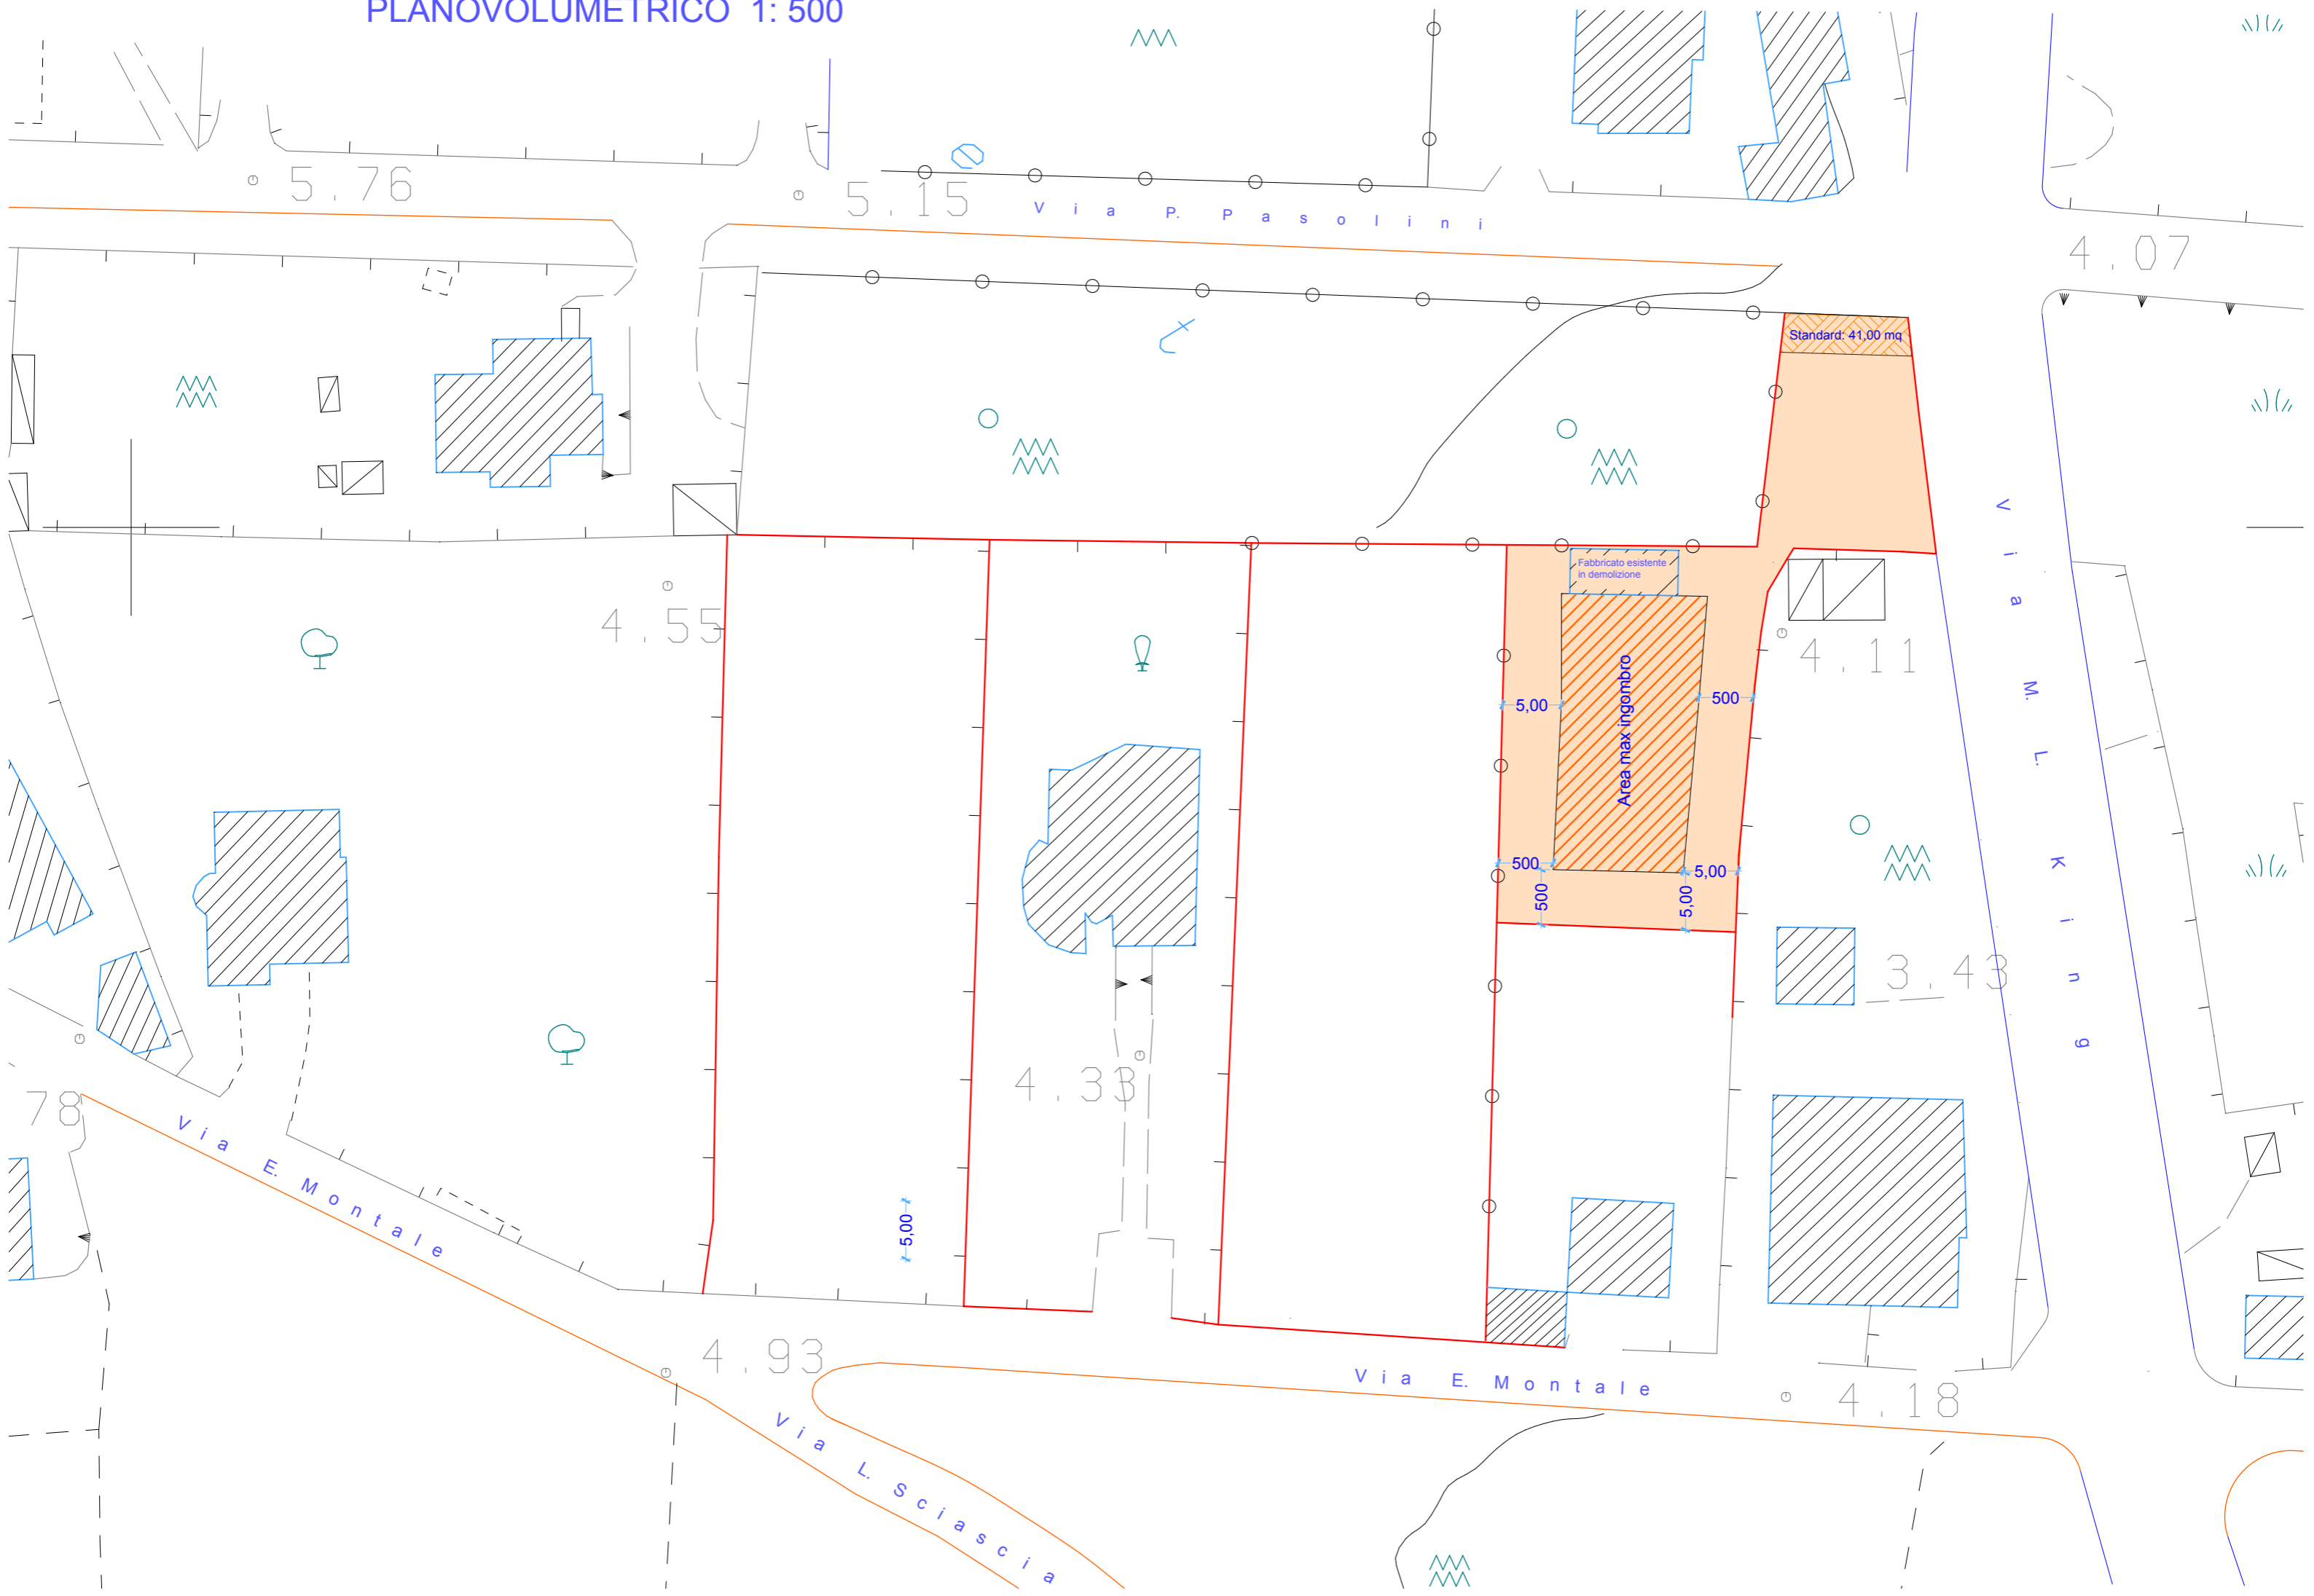 PLANOVOLUMETRICO 1: 500
5.76
5.15
Via P. Pasolini
4.07
Standard: 41,00 mq
Fabbricato esistente
in demolizione
4.55
4.11
Area max ingombro
5,00
500
500
5,00
500
5,00
Via M. L. King
3.43
4.33
78
Via E. Montale
5,00
4.93
Via E. Montale
4.18
Via L. Sciascia